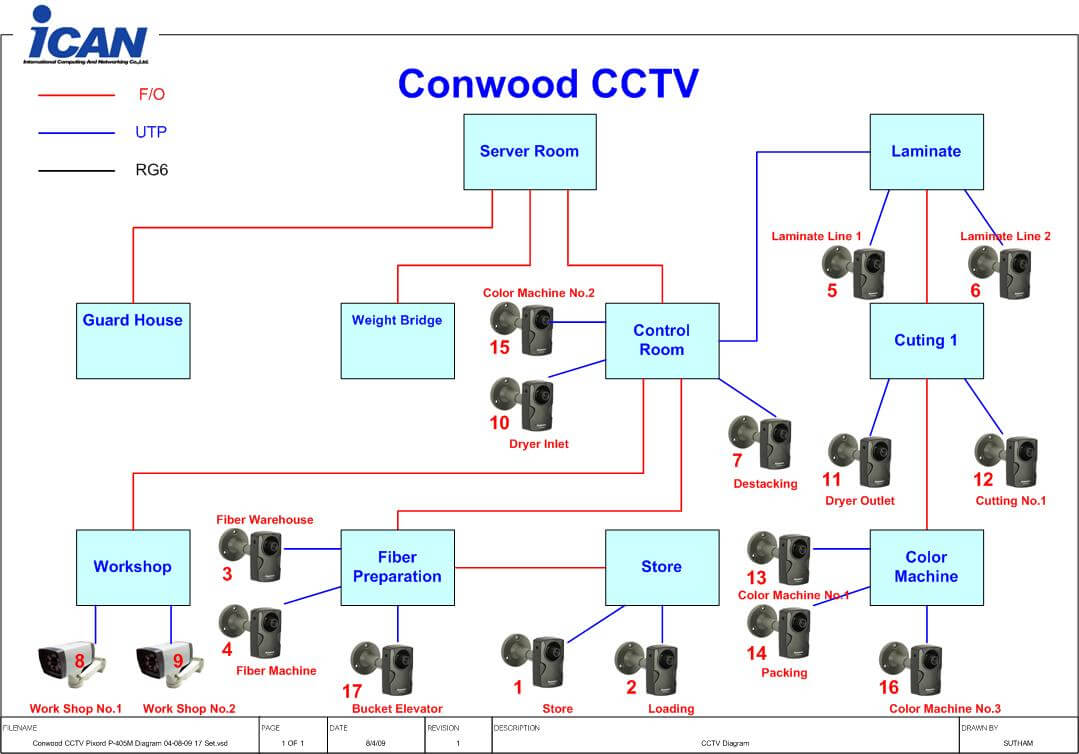 iCAN
International Computing And Networking Co.,Ltd.
Conwood CCTV
F/O
UTP
RG6
Server Room
Laminate
Laminate Line 1
5
Laminate Line 2
6
Guard House
Weight Bridge
Color Machine No.2
15
Control
Room
Cuting 1
10
Dryer Inlet
7
Destacking
11
Dryer Outlet
12
Cutting No.1
Workshop
Fiber Warehouse
3
Fiber
Preparation
Store
13
Color Machine No.1
Color
Machine
4
Fiber Machine
14
Packing
8
Work Shop No.1
9
Work Shop No.2
17
Bucket Elevator
1
Store
2
Loading
16
Color Machine No.3
FILENAME
Conwood CCTV Pixord P-405M Diagram 04-08-09 17 Set.vsd
PAGE
1 OF 1
DATE
8/4/09
REVISION
1
DESCRIPTION
CCTV Diagram
DRAWN BY
SUTHAM